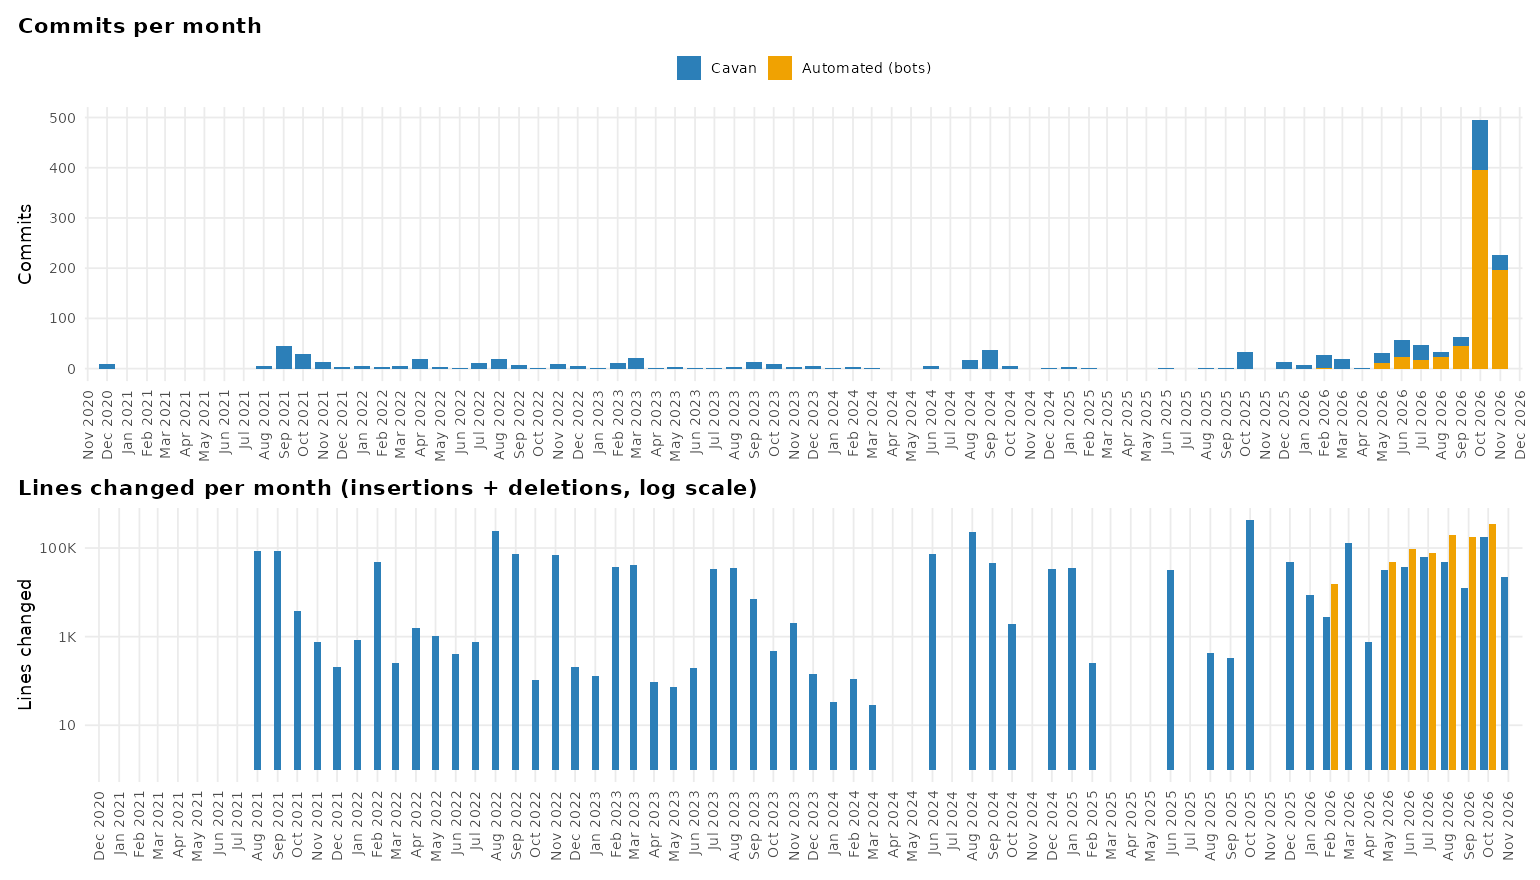 Commits per month
Cavan
Automated (bots)
Commits
500
400
300
200
100
0
Nov 2020
Dec 2020
Jan 2021
Feb 2021
Mar 2021
Apr 2021
May 2021
Jun 2021
Jul 2021
Aug 2021
Sep 2021
Oct 2021
Nov 2021
Dec 2021
Jan 2022
Feb 2022
Mar 2022
Apr 2022
May 2022
Jun 2022
Jul 2022
Aug 2022
Sep 2022
Oct 2022
Nov 2022
Dec 2022
Jan 2023
Feb 2023
Mar 2023
Apr 2023
May 2023
Jun 2023
Jul 2023
Aug 2023
Sep 2023
Oct 2023
Nov 2023
Dec 2023
Jan 2024
Feb 2024
Mar 2024
Apr 2024
May 2024
Jun 2024
Jul 2024
Aug 2024
Sep 2024
Oct 2024
Nov 2024
Dec 2024
Jan 2025
Feb 2025
Mar 2025
Apr 2025
May 2025
Jun 2025
Jul 2025
Aug 2025
Sep 2025
Oct 2025
Nov 2025
Dec 2025
Jan 2026
Feb 2026
Mar 2026
Apr 2026
May 2026
Jun 2026
Jul 2026
Aug 2026
Sep 2026
Oct 2026
Nov 2026
Dec 2026
Lines changed per month (insertions + deletions, log scale)
Lines changed
100K
1K
10
Dec 2020
Jan 2021
Feb 2021
Mar 2021
Apr 2021
May 2021
Jun 2021
Jul 2021
Aug 2021
Sep 2021
Oct 2021
Nov 2021
Dec 2021
Jan 2022
Feb 2022
Mar 2022
Apr 2022
May 2022
Jun 2022
Jul 2022
Aug 2022
Sep 2022
Oct 2022
Nov 2022
Dec 2022
Jan 2023
Feb 2023
Mar 2023
Apr 2023
May 2023
Jun 2023
Jul 2023
Aug 2023
Sep 2023
Oct 2023
Nov 2023
Dec 2023
Jan 2024
Feb 2024
Mar 2024
Apr 2024
May 2024
Jun 2024
Jul 2024
Aug 2024
Sep 2024
Oct 2024
Nov 2024
Dec 2024
Jan 2025
Feb 2025
Mar 2025
Apr 2025
May 2025
Jun 2025
Jul 2025
Aug 2025
Sep 2025
Oct 2025
Nov 2025
Dec 2025
Jan 2026
Feb 2026
Mar 2026
Apr 2026
May 2026
Jun 2026
Jul 2026
Aug 2026
Sep 2026
Oct 2026
Nov 2026